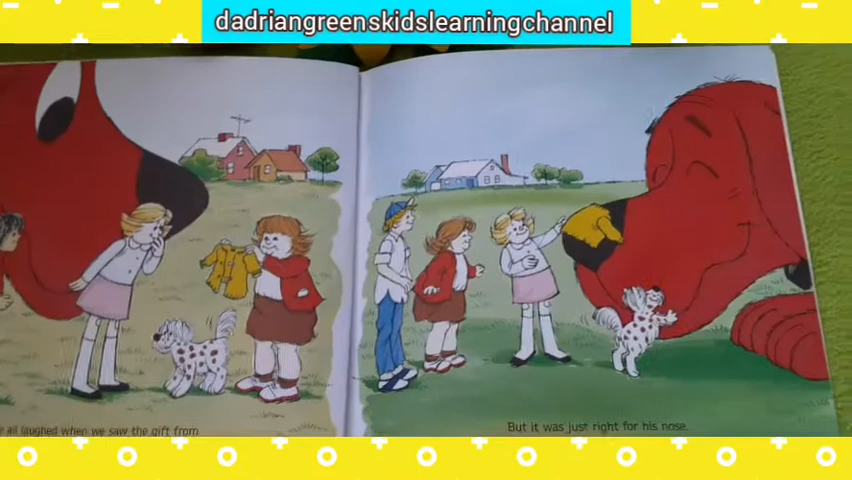 dadriangreenskidslearningchannel
all laughed when we saw the gift from
But it was just right for his nose.